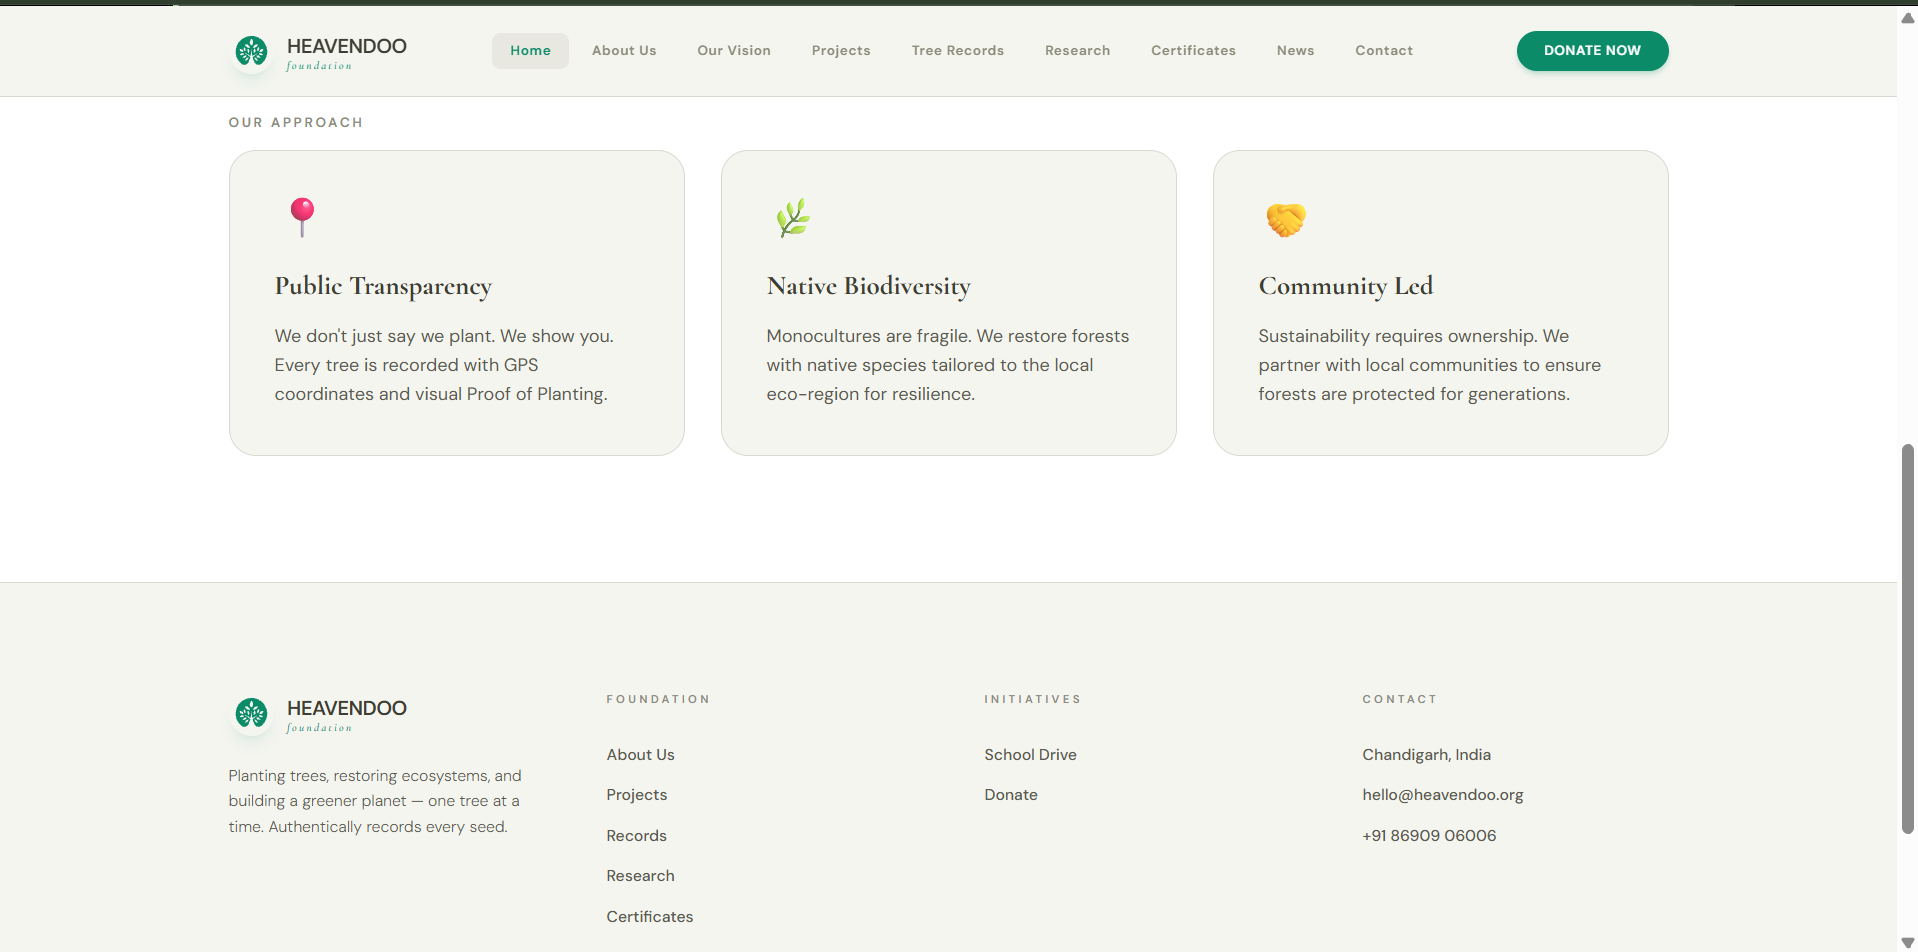 HEAVENDOO
foundation
Home
About Us
Our Vision
Projects
Tree Records
Research
Certificates
News
Contact
DONATE NOW
OUR APPROACH
Public Transparency
We don't just say we plant. We show you.
Every tree is recorded with GPS
coordinates and visual Proof of Planting.
Native Biodiversity
Monocultures are fragile. We restore forests
with native species tailored to the local
eco-region for resilience.
Community Led
Sustainability requires ownership. We
partner with local communities to ensure
forests are protected for generations.
HEAVENDOO
foundation
Planting trees, restoring ecosystems, and
building a greener planet — one tree at a
time. Authentically records every seed.
FOUNDATION
About Us
Projects
Records
Research
Certificates
INITIATIVES
School Drive
Donate
CONTACT
Chandigarh, India
hello@heavendoo.org
+91 86909 06006